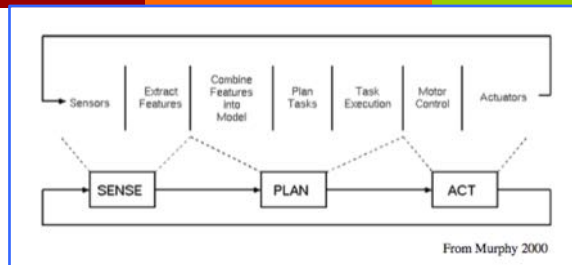 Sensors
Extract
Features
Combine
Features
into
Model
Plan
Tasks
Task
Execution
Motor
Control
Actuators
SENSE
PLAN
ACT
From Murphy 2000